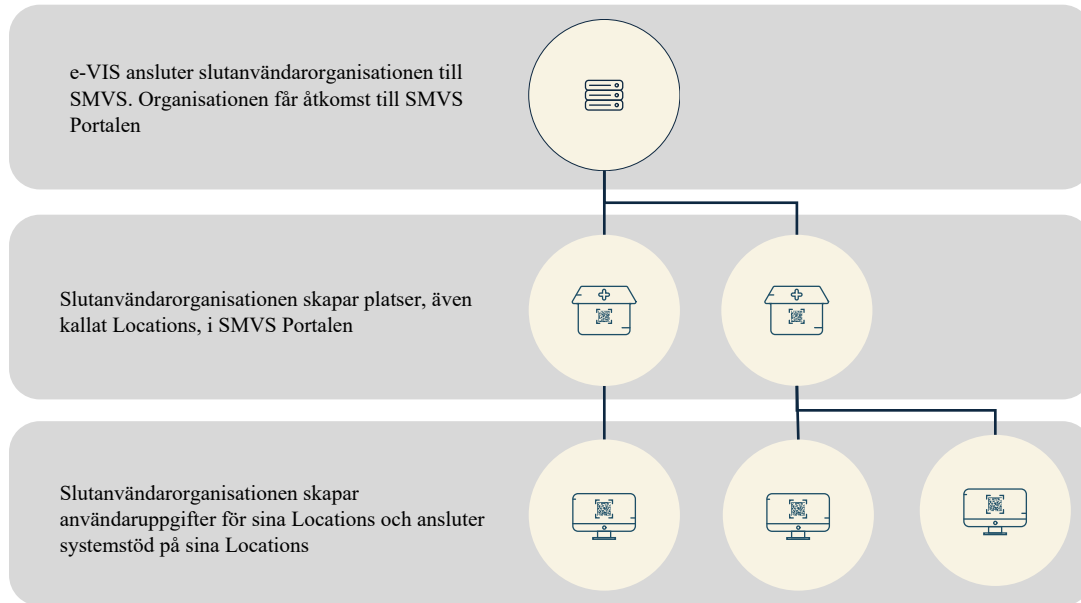 e-VIS ansluter slutanvändarorganisationen till
SMVS. Organisationen får åtkomst till SMVS
Portalen
Slutanvändarorganisationen skapar platser, även
kallat Locations, i SMVS Portalen
Slutanvändarorganisationen skapar
användaruppgifter för sina Locations och ansluter
systemstöd på sina Locations